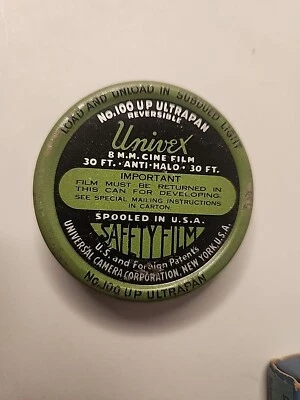 LOAD AND UNLOAD IN SUBDUED LIGHT
No.100 UP ULTRAPAN
REVERSIBLE
Univex
8 M.M. CINE FILM
30 FT. · ANTI-HALO · 30 FT.
IMPORTANT
FILM MUST BE RETURNED IN
THIS CAN FOR DEVELOPING.
SEE SPECIAL MAILING INSTRUCTIONS
IN CARTON.
SPOOLED IN U.S.A.
SAFETY FILM
U.S. and Foreign Patents
UNIVERSAL CAMERA CORPORATION, NEW YORK, U.S.A.
No.100 UP ULTRAPAN